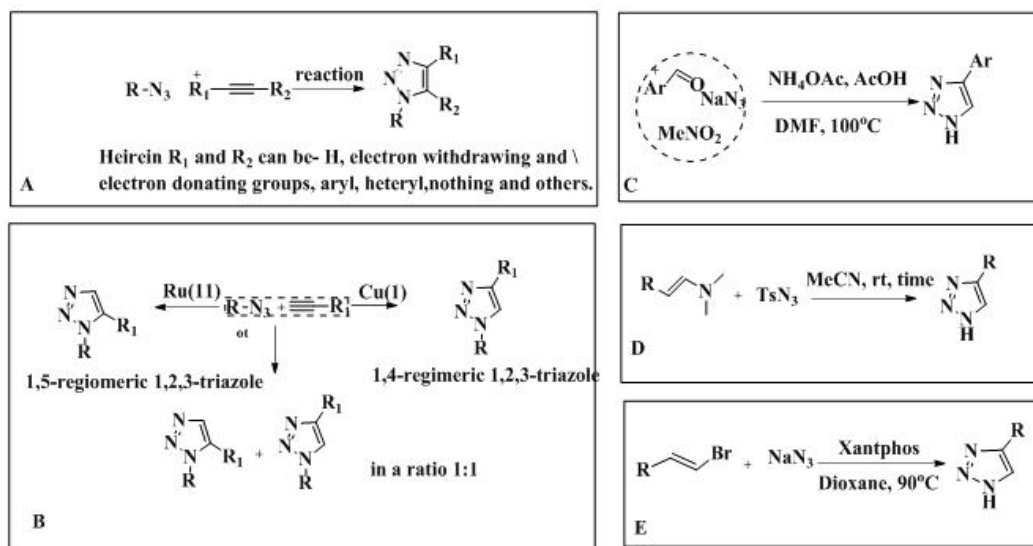 R-N3 + R1 R2 reaction N N N R R1 R2
Heirein R1 and R2 can be- H, electron withdrawing and \
electron donating groups, aryl, heteryl,nothing and others.
A
N N N R R1
Ru(11)
R-N3 + R1
Cu(1)
R1 N N N R
ot
1,5-regiomeric 1,2,3-triazole
1,4-regimeric 1,2,3-triazole
N N N R R1 + R1 N N N R
in a ratio 1:1
B
Ar O NaN3
MeNO2
NH4OAc, AcOH
DMF, 100°C
Ar N N N H
C
R N + TsN3
MeCN, rt, time
R N N N H
D
R Br + NaN3
Xantphos
Dioxane, 90°C
R N N N H
E